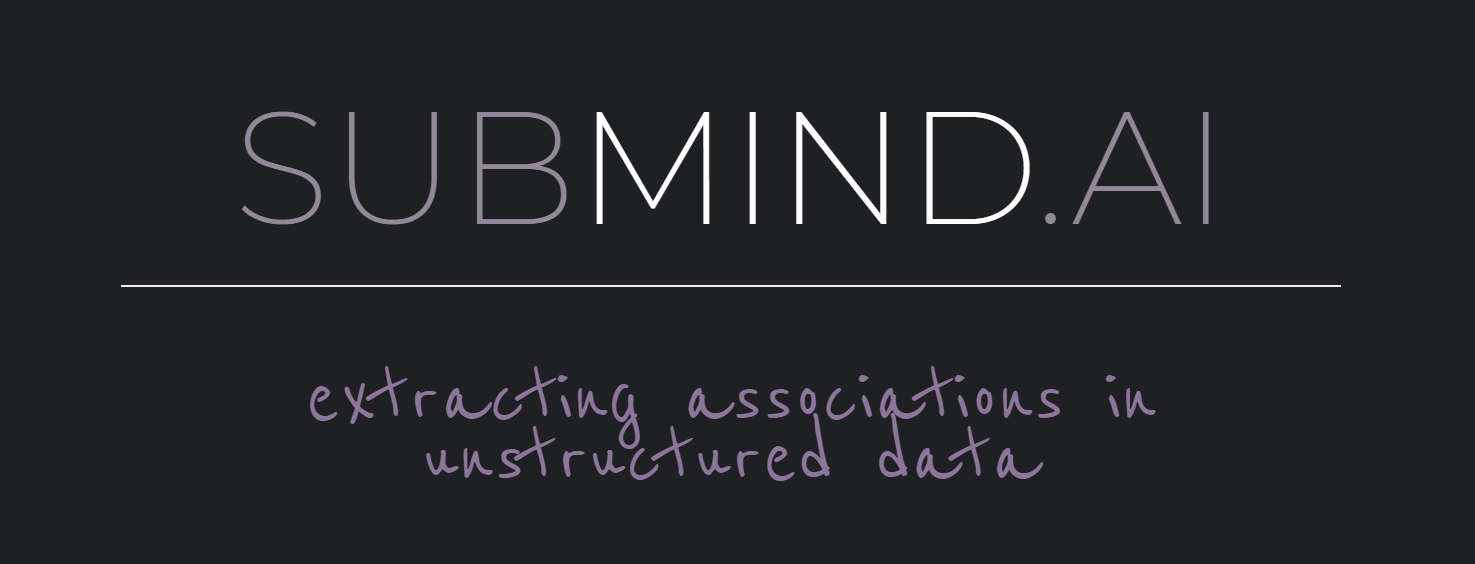 SUBMIND.AI
extracting associations in
unstructured data